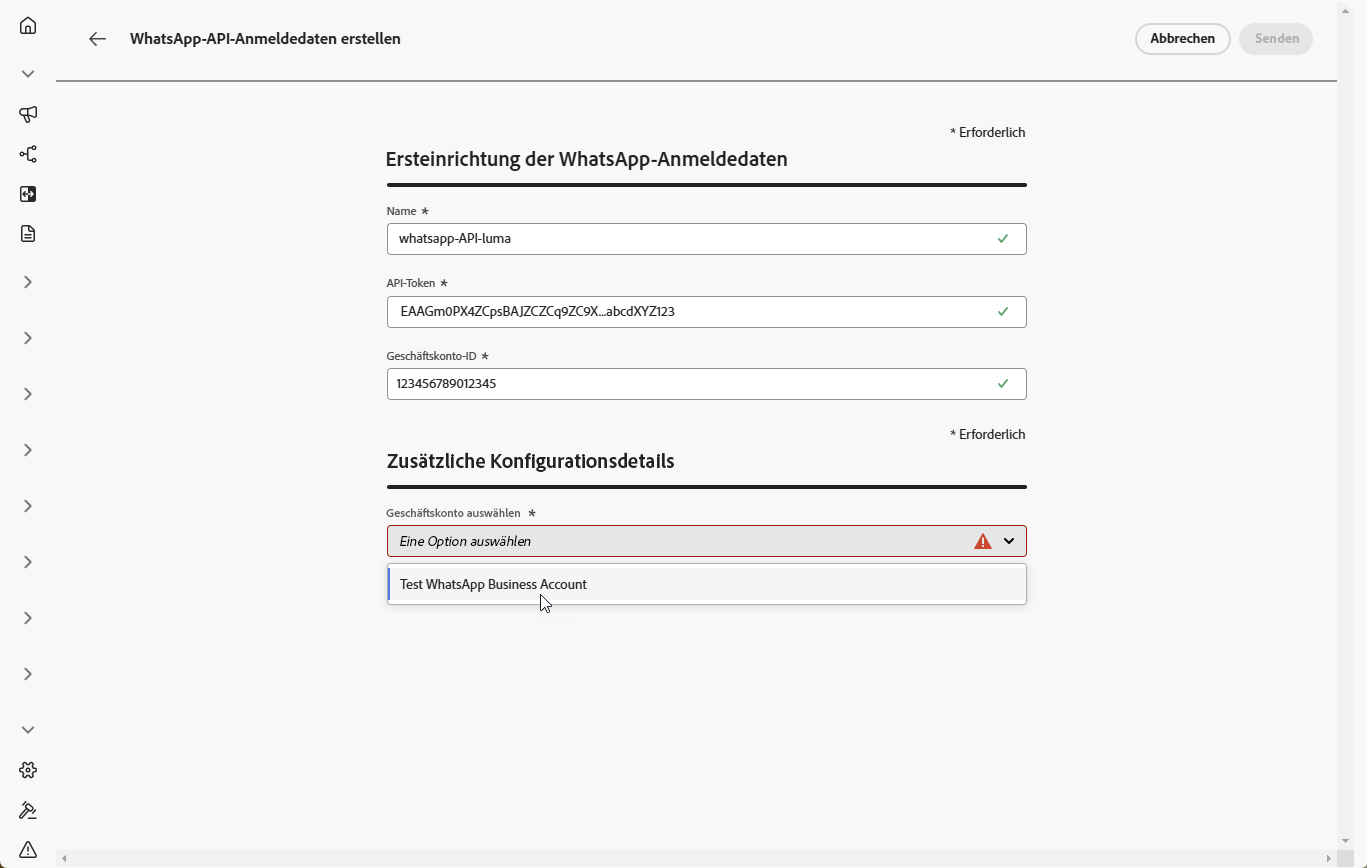 WhatsApp-API-Anmeldedaten erstellen
Abbrechen
Senden
* Erforderlich
Ersteinrichtung der WhatsApp-Anmeldedaten
Name *
whatsapp-API-luma
API-Token *
EAAGm0PX4ZCpsBAJZCZCq9ZC9X...abcdXYZ123
Geschäftskonto-ID *
123456789012345
* Erforderlich
Zusätzliche Konfigurationsdetails
Geschäftskonto auswählen *
Eine Option auswählen
Test WhatsApp Business Account